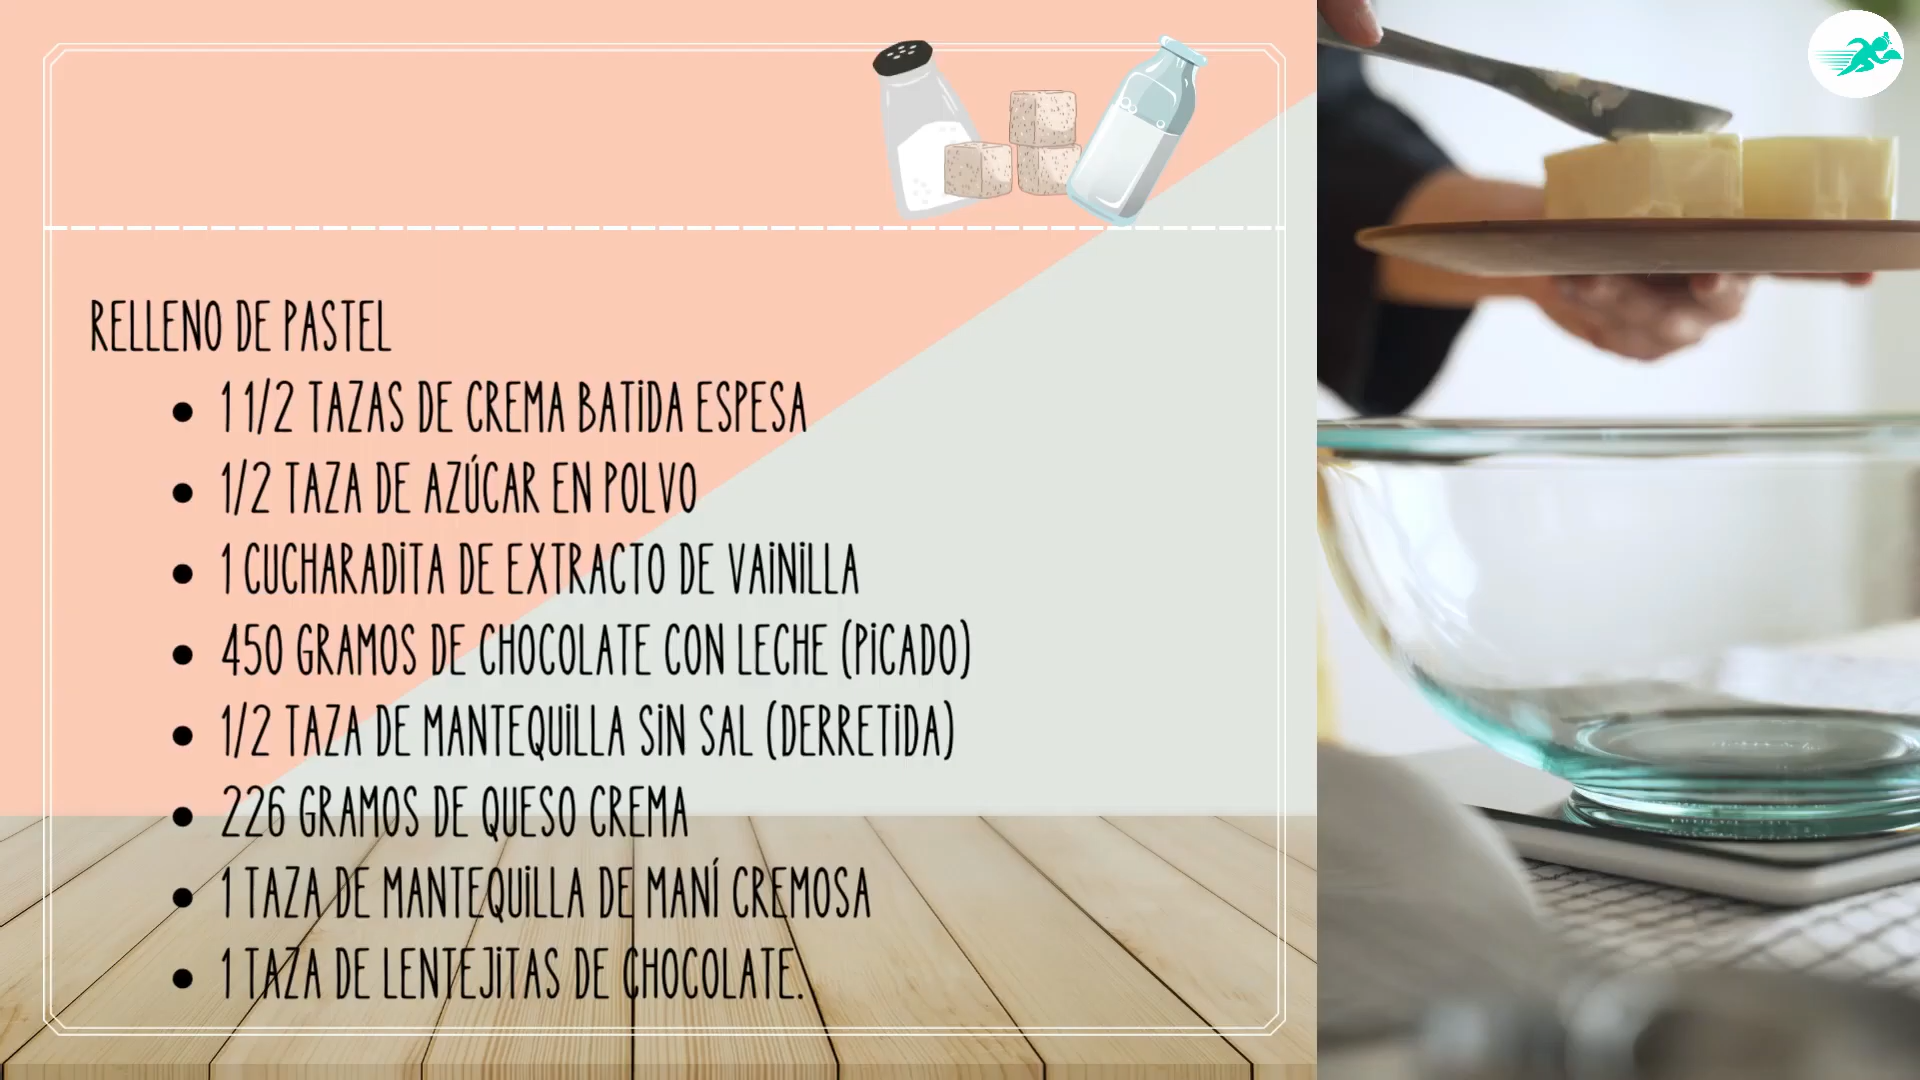 RELLENO DE PASTEL
• 1 1/2 TAZAS DE CREMA BATIDA ESPESA
• 1/2 TAZA DE AZÚCAR EN POLVO
• 1 CUCHARADITA DE EXTRACTO DE VAINILLA
• 450 GRAMOS DE CHOCOLATE CON LECHE (PICADO)
• 1/2 TAZA DE MANTEQUILLA SIN SAL (DERRETIDA)
• 226 GRAMOS DE QUESO CREMA
• 1 TAZA DE MANTEQUILLA DE MANÍ CREMOSA
• 1 TAZA DE LENTEJITAS DE CHOCOLATE.